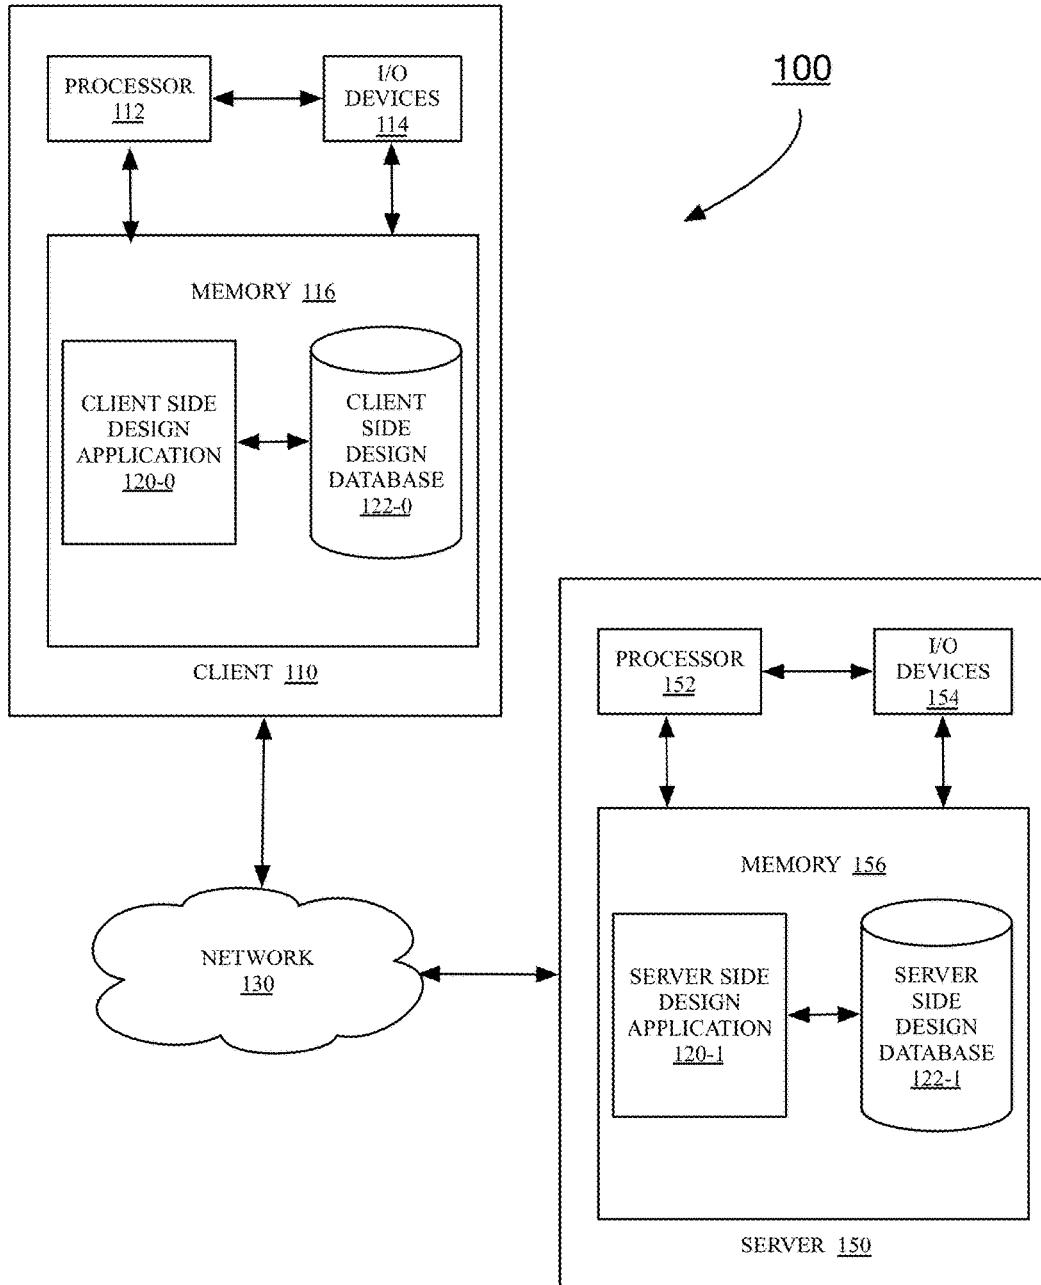 100
PROCESSOR
112
I/O
DEVICES
114
MEMORY 116
CLIENT SIDE
DESIGN
APPLICATION
120-0
CLIENT
SIDE
DESIGN
DATABASE
122-0
CLIENT 110
NETWORK
130
PROCESSOR
152
I/O
DEVICES
154
MEMORY 156
SERVER SIDE
DESIGN
APPLICATION
120-1
SERVER
SIDE
DESIGN
DATABASE
122-1
SERVER 150